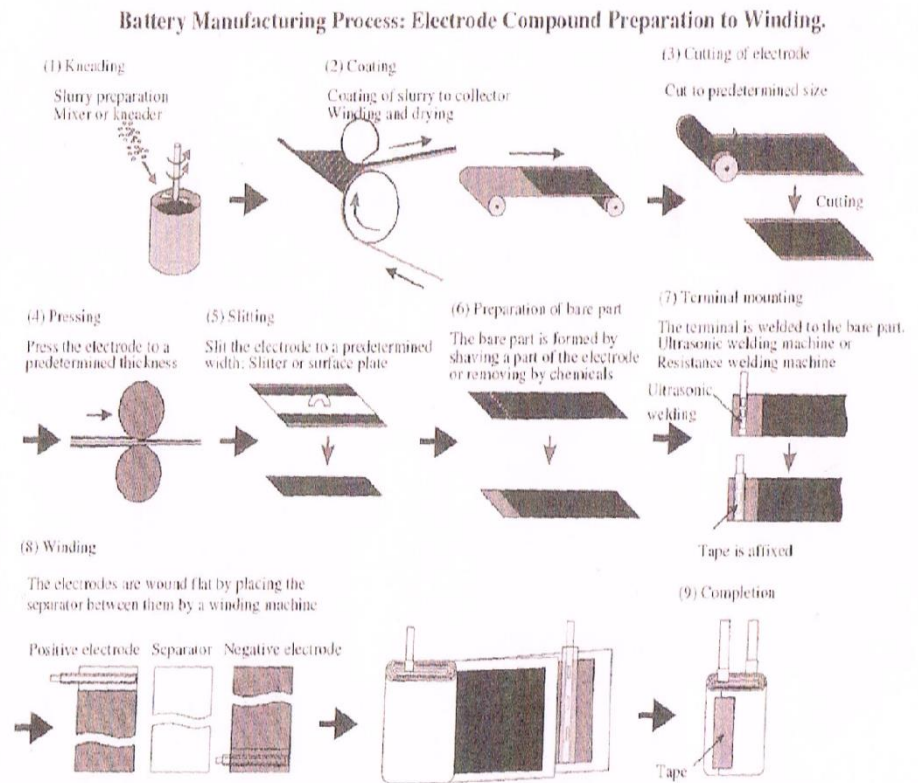 Battery Manufacturing Process: Electrode Compound Preparation to Winding.
(1) Kneading
Slurry preparation
Mixer or kneader
(2) Coating
Coating of slurry to collector
Winding and drying
(3) Cutting of electrode
Cut to predetermined size
Cutting
(4) Pressing
Press the electrode to a
predetermined thickness
(5) Slitting
Slit the electrode to a predetermined
width: Slitter or surface plate
(6) Preparation of bare part
The bare part is formed by
shaving a part of the electrode
or removing by chemicals
(7) Terminal mounting
The terminal is welded to the bare part.
Ultrasonic welding machine or
Resistance welding machine
Ultrasonic
welding
Tape is affixed
(8) Winding
The electrodes are wound flat by placing the
separator between them by a winding machine
Positive electrode
Separator
Negative electrode
(9) Completion
Tape